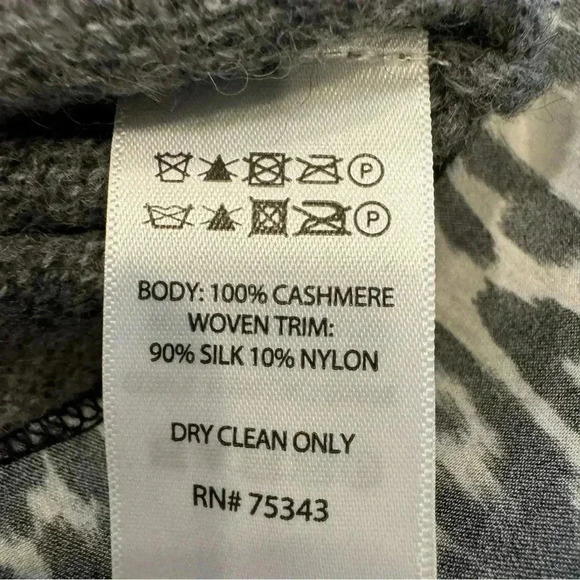 P
P
BODY: 100% CASHMERE
WOVEN TRIM:
90% SILK 10% NYLON
DRY CLEAN ONLY
RN# 75343